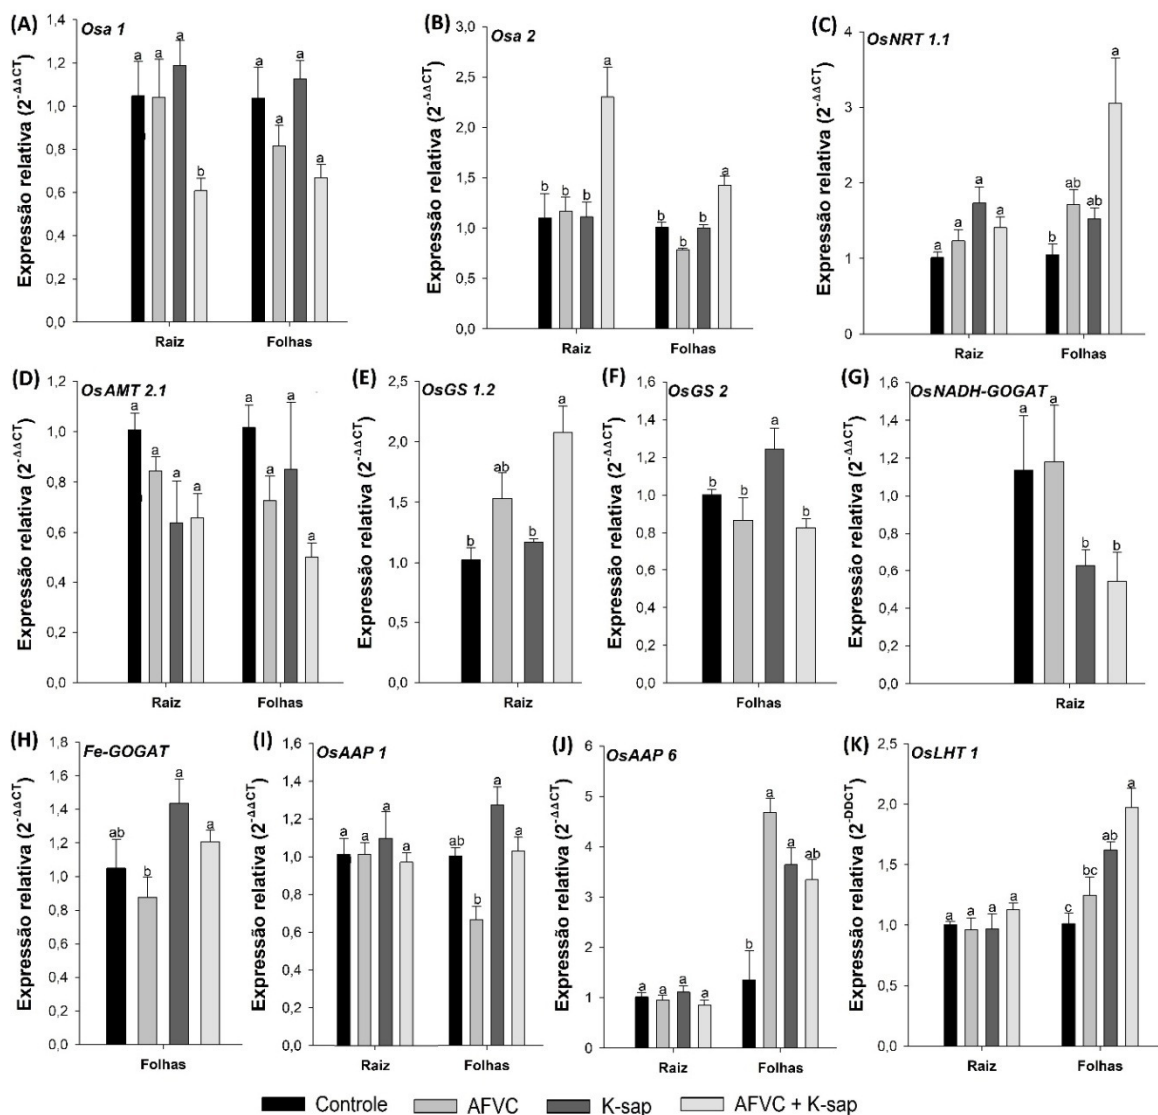 (A)
Osa 1
Expressão relativa (2^-ΔΔCT)
1,4
1,2
1,0
0,8
0,6
0,4
0,2
0,0
a
a
a
b
a
a
a
a
Raiz
Folhas
(B)
Osa 2
Expressão relativa (2^-ΔΔCT)
3,0
2,5
2,0
1,5
1,0
0,5
0,0
b
b
b
a
b
b
b
a
Raiz
Folhas
(C)
OsNRT 1.1
Expressão relativa (2^-ΔΔCT)
4
3
2
1
0
a
a
a
a
b
ab
ab
a
Raiz
Folhas
(D)
OsAMT 2.1
Expressão relativa (2^-ΔΔCT)
1,2
1,0
0,8
0,6
0,4
0,2
0,0
a
a
a
a
a
a
a
a
Raiz
Folhas
(E)
OsGS 1.2
Expressão relativa (2^-ΔΔCT)
2,5
2,0
1,5
1,0
0,5
0,0
b
ab
b
a
Raiz
(F)
OsGS 2
Expressão relativa (2^-ΔΔCT)
1,6
1,4
1,2
1,0
0,8
0,6
0,4
0,2
0,0
b
b
a
b
Folhas
(G)
OsNADH-GOGAT
Expressão relativa (2^-ΔΔCT)
1,6
1,4
1,2
1,0
0,8
0,6
0,4
0,2
0,0
a
a
b
b
Raiz
(H)
Fe-GOGAT
Expressão relativa (2^-ΔΔCT)
1,8
1,6
1,4
1,2
1,0
0,8
0,6
0,4
0,2
0,0
ab
b
a
a
Folhas
(I)
OsAAP 1
Expressão relativa (2^-ΔΔCT)
1,6
1,4
1,2
1,0
0,8
0,6
0,4
0,2
0,0
a
a
a
a
ab
b
a
a
Raiz
Folhas
(J)
OsAAP 6
Expressão relativa (2^-ΔΔCT)
6
5
4
3
2
1
0
a
a
a
a
b
a
a
ab
Raiz
Folhas
(K)
OsLHT 1
Expressão relativa (2^-DDCT)
2,5
2,0
1,5
1,0
0,5
0,0
a
a
a
a
c
bc
ab
a
Raiz
Folhas
Controle
AFVC
K-sap
AFVC + K-sap